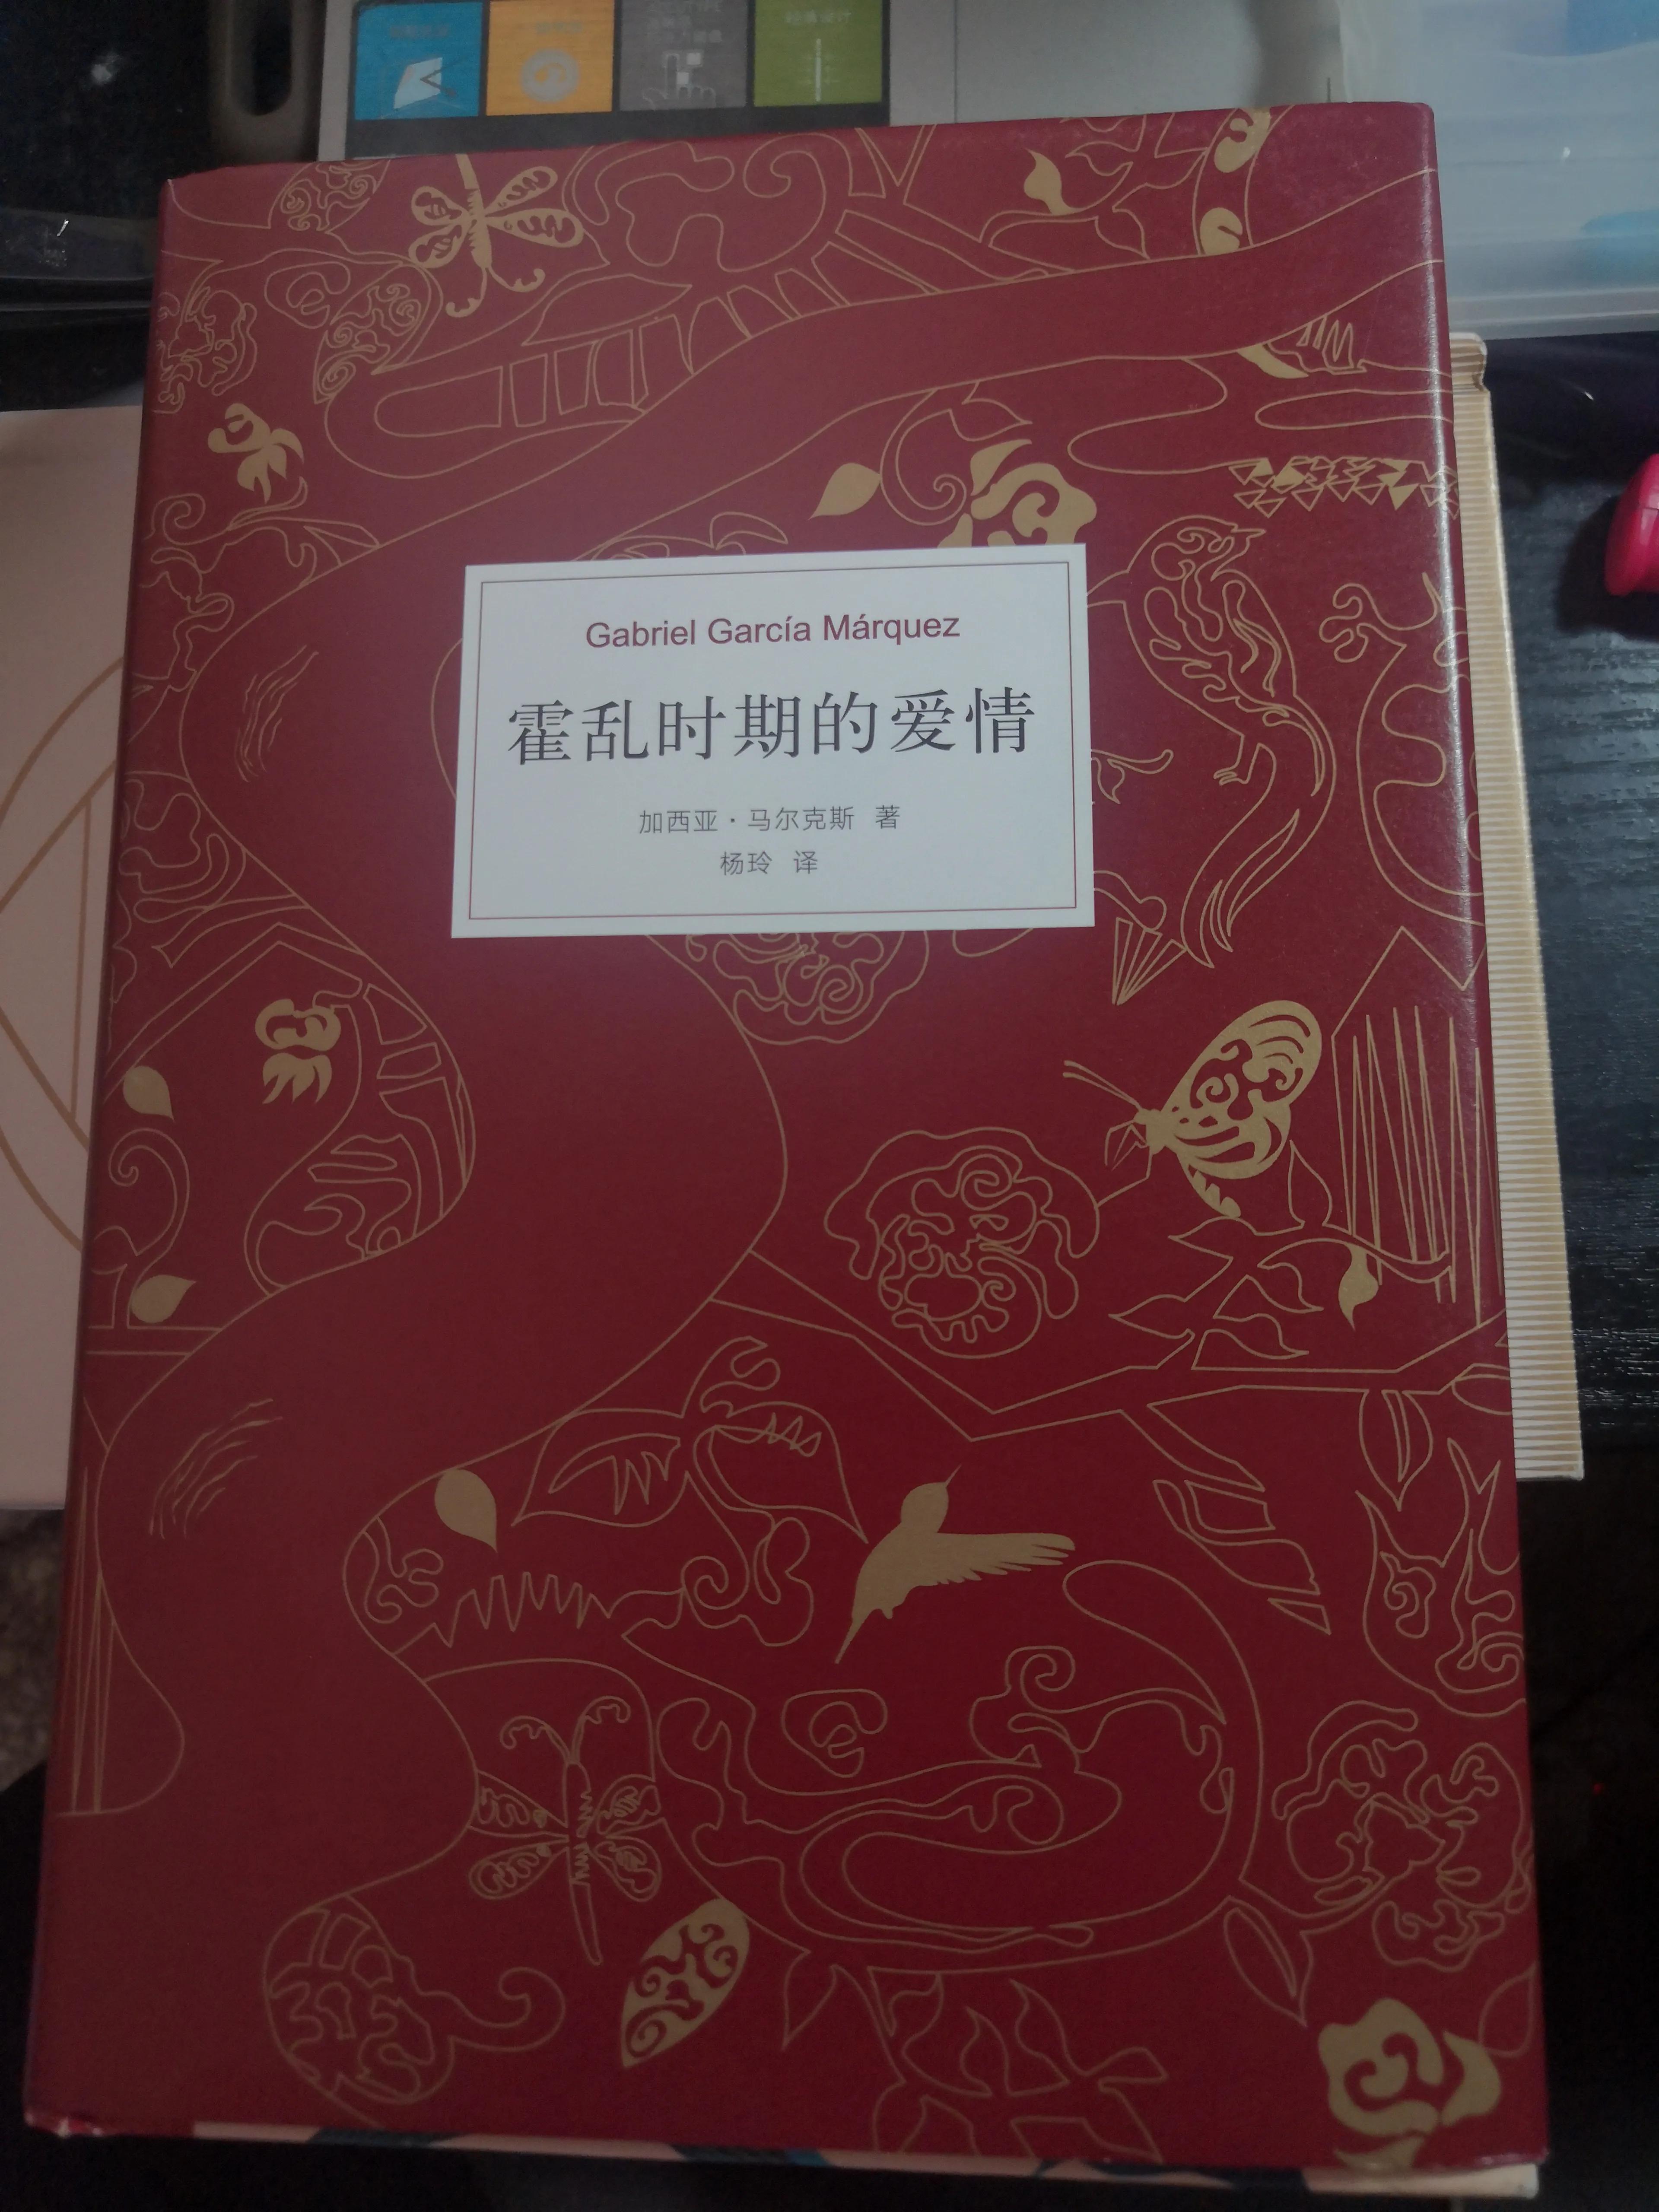 Gabriel García Márquez
霍乱时期的爱情
加西亚·马尔克斯 著
杨玲 译